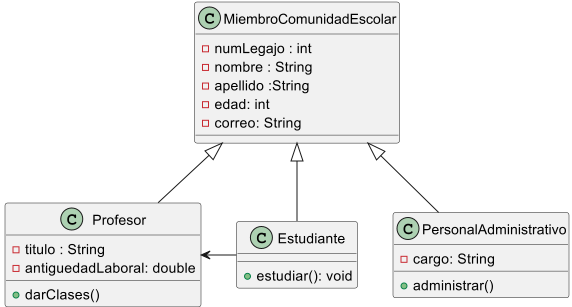 C MiembroComunidadEscolar
numLegajo : int
nombre : String
apellido :String
edad: int
correo: String
C Profesor
titulo : String
antiguedadLaboral: double
darClases()
C Estudiante
estudiar(): void
C PersonalAdministrativo
cargo: String
administrar()